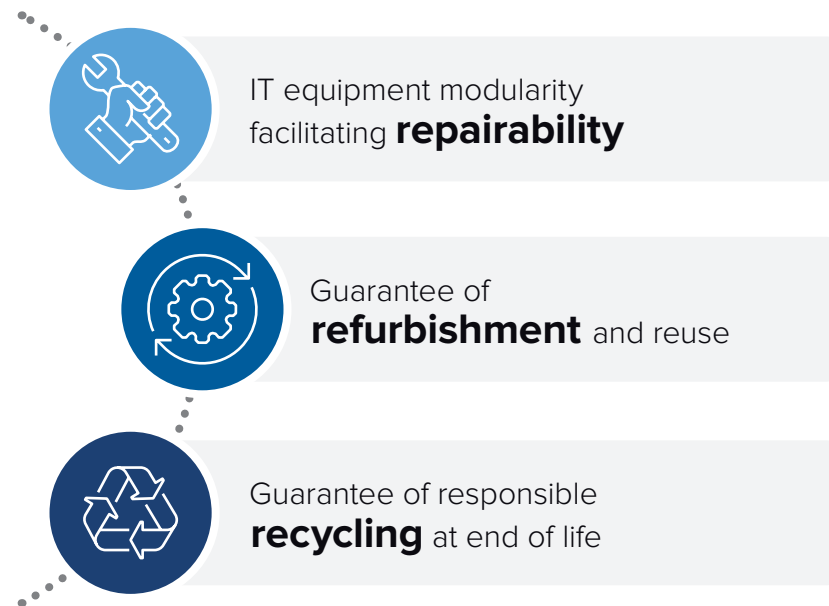 IT equipment modularity
facilitating repairability
Guarantee of
refurbishment and reuse
Guarantee of responsible
recycling at end of life